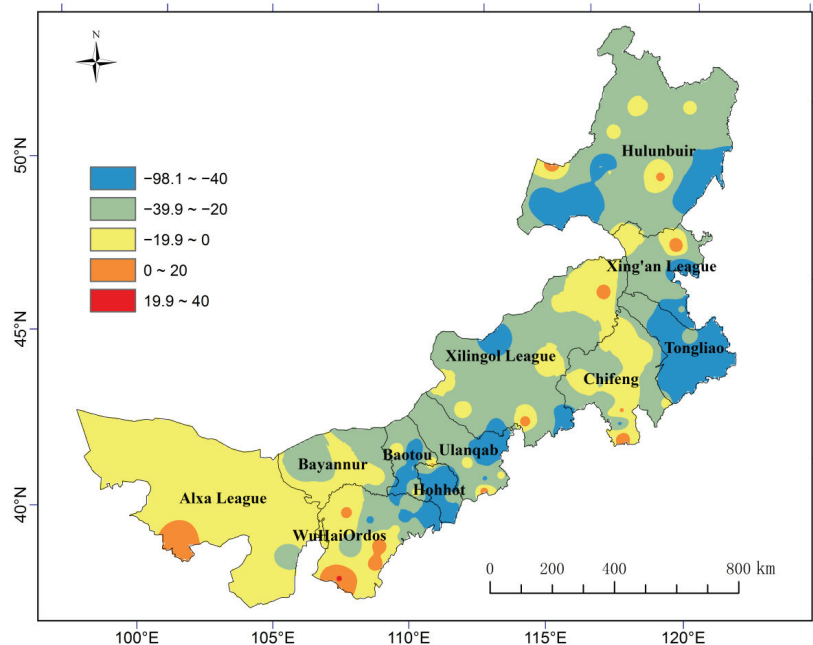 N
50°N
45°N
40°N
−98.1 ~ −40
−39.9 ~ −20
−19.9 ~ 0
0 ~ 20
19.9 ~ 40
Hulunbuir
Xing'an League
Tongliao
Xilingol League
Chifeng
Ulanqab
Baotou
Bayannur
Hohhot
Alxa League
WuHaiOrdos
0 200 400 600 800 km
100°E 105°E 110°E 115°E 120°E